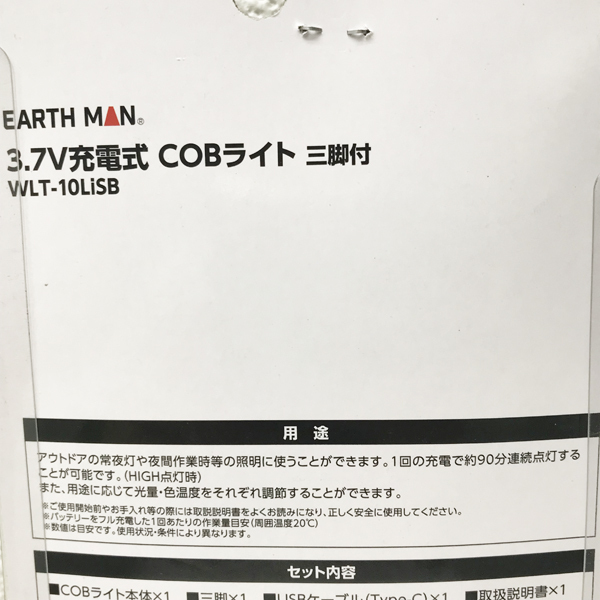 EARTH MAN®
3.7V充電式 COBライト 三脚付
WLT-10LiSB
用途
アウトドアの常夜灯や夜間作業時等の照明に使うことができます。1回の充電で約90分連続点灯する
ことが可能です。(HIGH点灯時)
また、用途に応じて光量・色温度をそれぞれ調節することができます。
※ご使用開始前やお手入れ等の際には取扱説明書をよくお読みになり、正しく安全に使用してください。
※バッテリーをフル充電した1回あたりの作業量目安(周囲温度20℃)
※数値は目安です。使用状況・条件により異なります。
セット内容
■COBライト本体×1 ■三脚×1 ■USBケーブル(Type-C)×1 ■取扱説明書×1